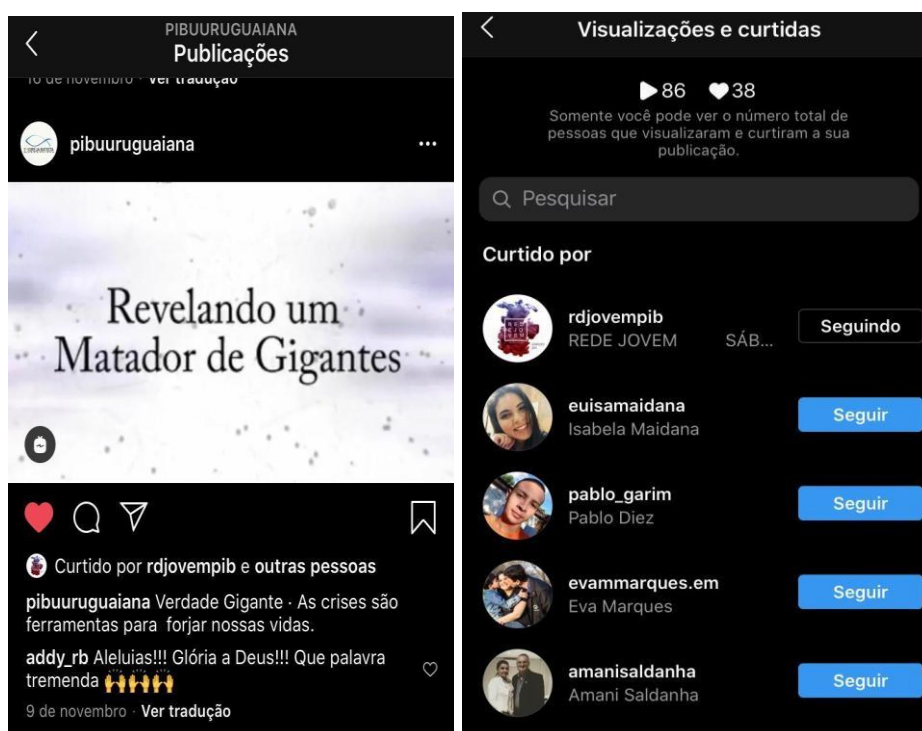 PIBUURUGUAIANA
Publicações
16 de novembro · Ver tradução
pibuuruguaiana
Revelando um
Matador de Gigantes
Curtido por rdjovempib e outras pessoas
pibuuruguaiana Verdade Gigante · As crises são
ferramentas para forjar nossas vidas.
addy_rb Aleluias!!! Glória a Deus!!! Que palavra
tremenda 🙌🙌🙌
9 de novembro · Ver tradução
Visualizações e curtidas
86 38
Somente você pode ver o número total de
pessoas que visualizaram e curtiram a sua
publicação.
Pesquisar
Curtido por
rdjovempib
REDE JOVEM SÁB...
Seguindo
euisamaidana
Isabela Maidana
Seguir
pablo_garim
Pablo Diez
Seguir
evammarques.em
Eva Marques
Seguir
amanisaldanha
Amani Saldanha
Seguir